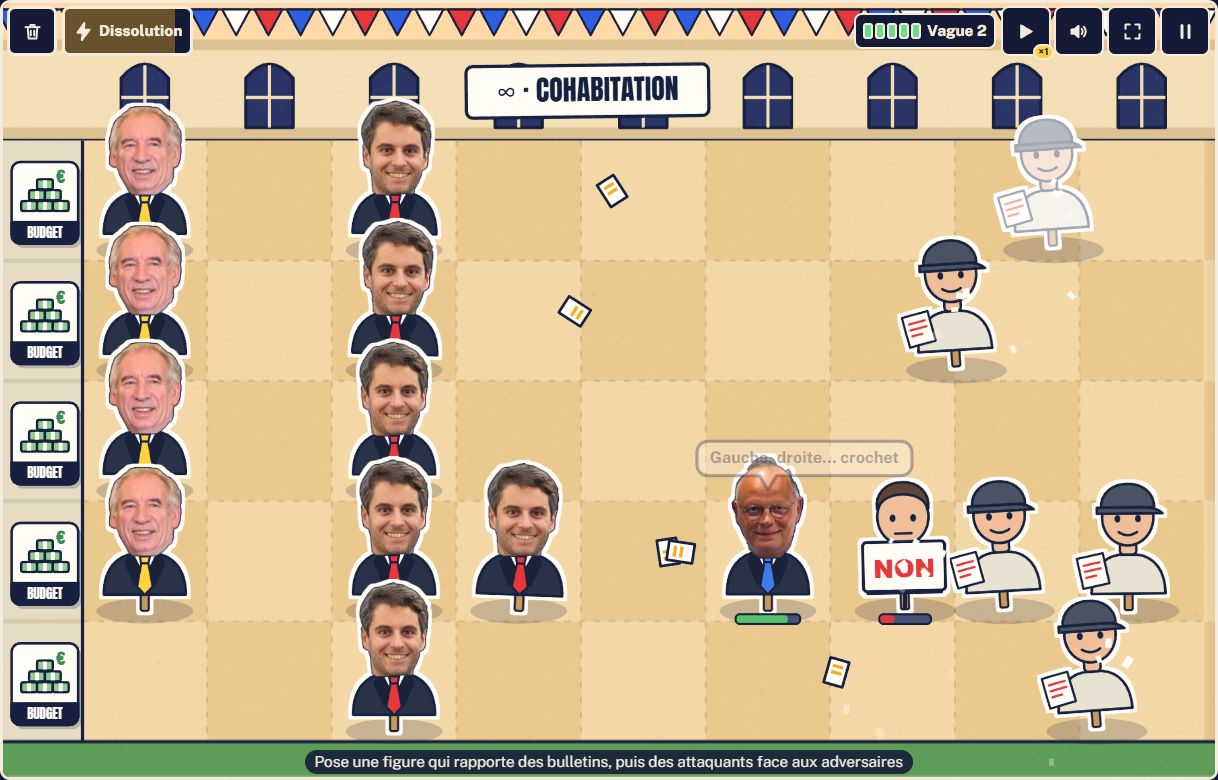 Dissolution
Vague 2
×1
∞ · COHABITATION
€
BUDGET
€
BUDGET
€
BUDGET
Gauche, droite... crochet
€
BUDGET
NON
€
BUDGET
Pose une figure qui rapporte des bulletins, puis des attaquants face aux adversaires